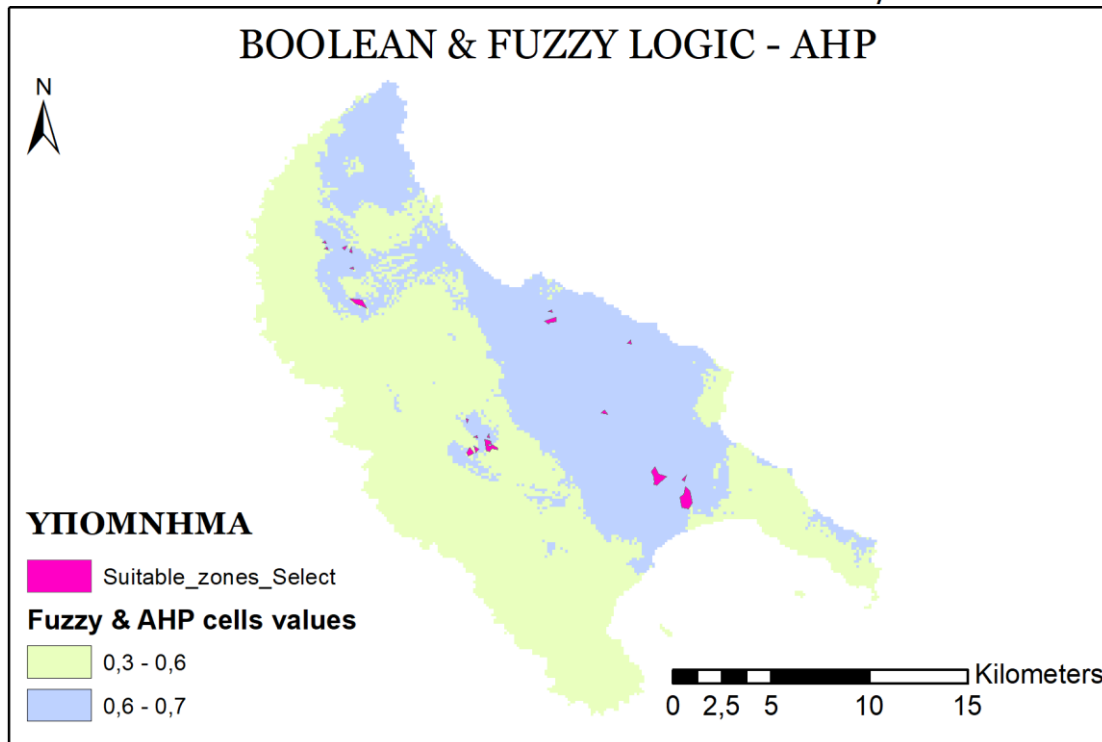 BOOLEAN & FUZZY LOGIC - AHP
N
ΥΠΟΜΝΗΜΑ
Suitable_zones_Select
Fuzzy & AHP cells values
0,3 - 0,6
0,6 - 0,7
Kilometers
0 2,5 5 10 15